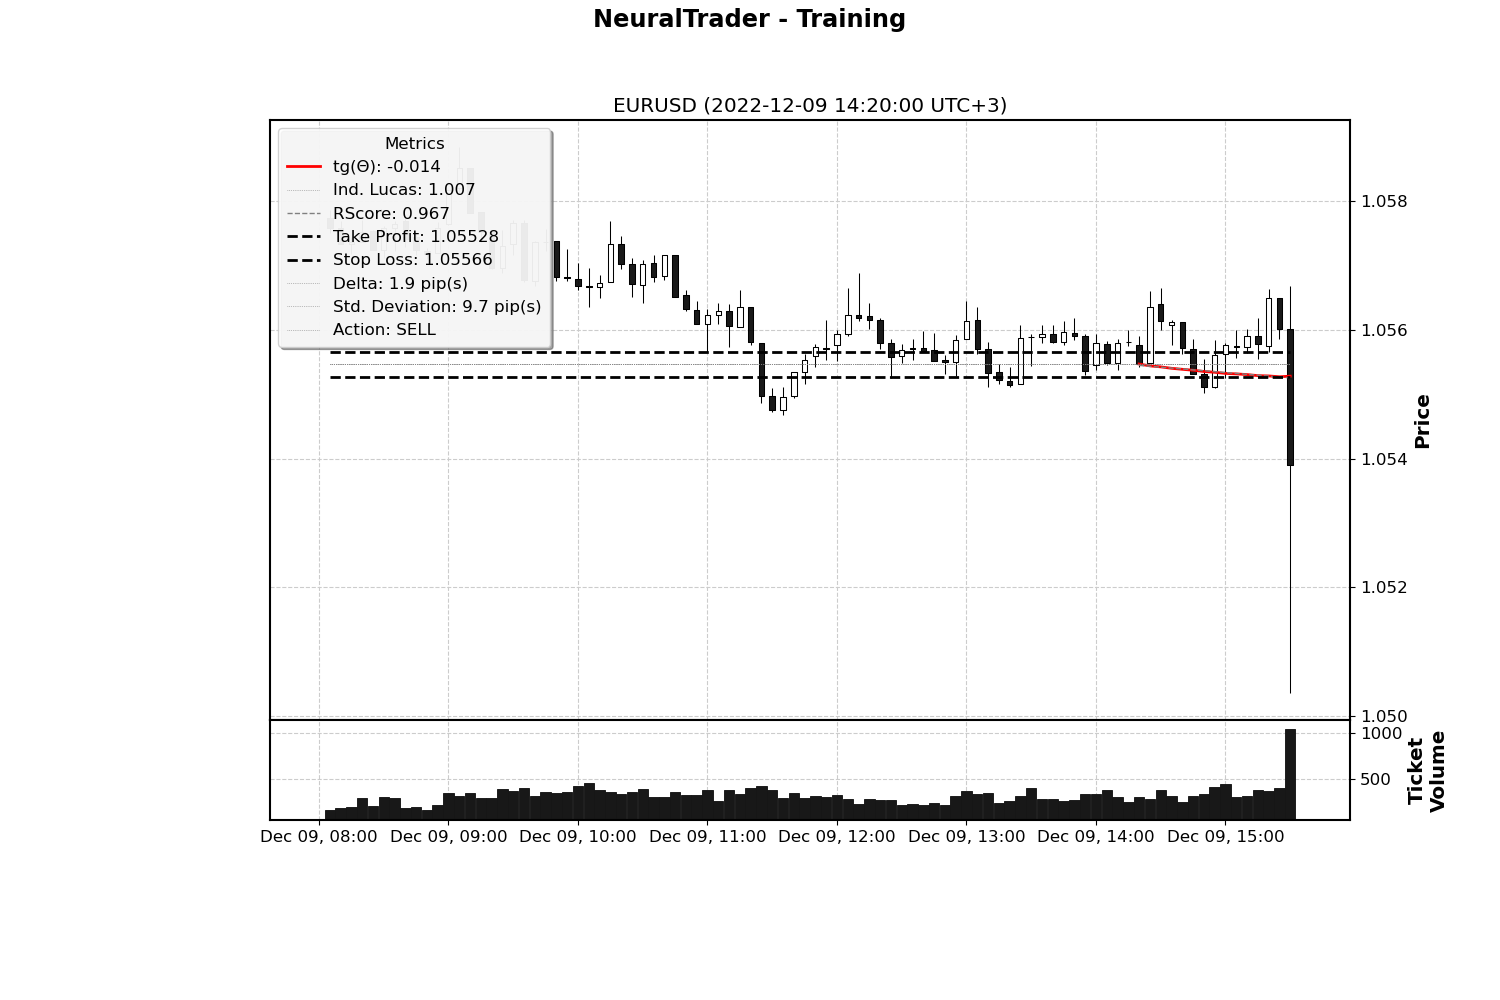 NeuralTrader - Training
EURUSD (2022-12-09 14:20:00 UTC+3)
Metrics
tg(Θ): -0.014
Ind. Lucas: 1.007
RScore: 0.967
Take Profit: 1.05528
Stop Loss: 1.05566
Delta: 1.9 pip(s)
Std. Deviation: 9.7 pip(s)
Action: SELL
1.058
1.056
1.054
1.052
1.050
Price
1000
500
Ticket
Volume
Dec 09, 08:00 Dec 09, 09:00 Dec 09, 10:00 Dec 09, 11:00 Dec 09, 12:00 Dec 09, 13:00 Dec 09, 14:00 Dec 09, 15:00